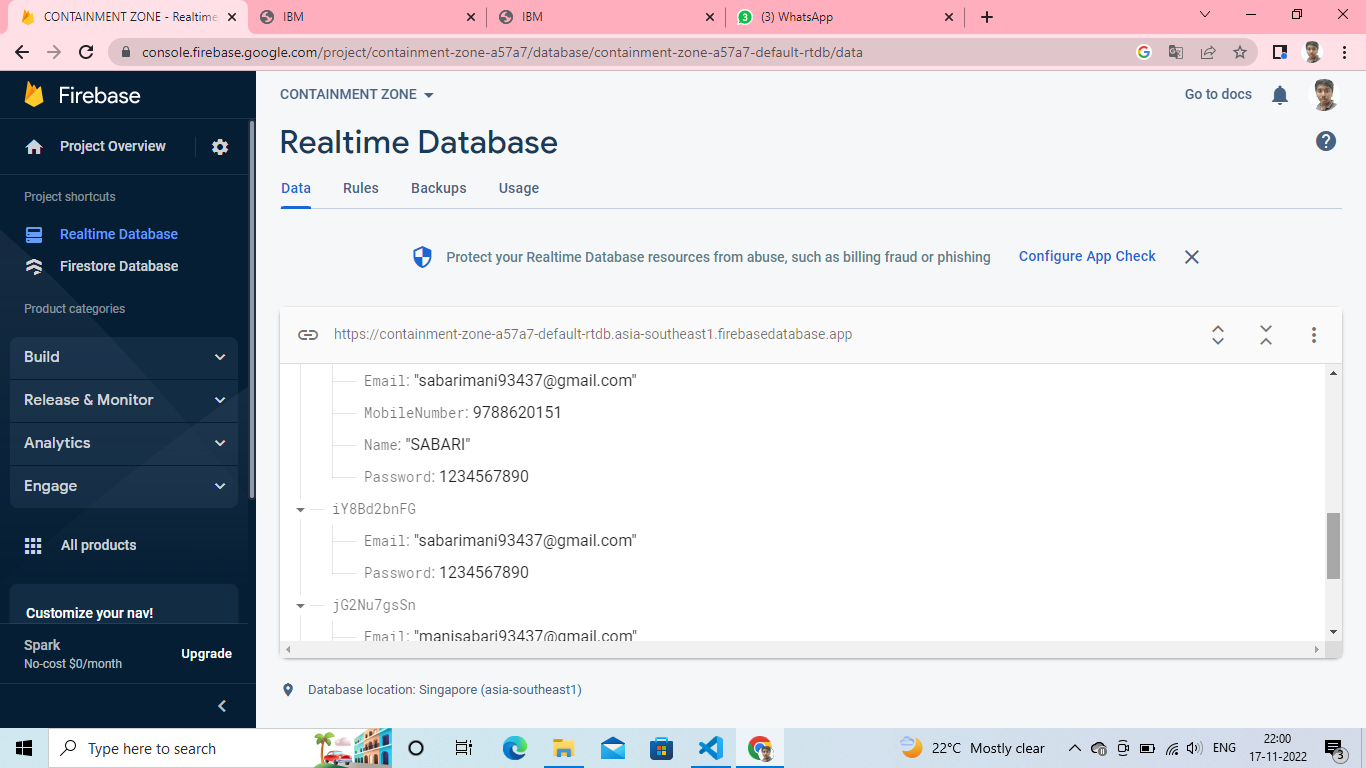 CONTAINMENT ZONE - Realtime
IBM
IBM
(3) WhatsApp
console.firebase.google.com/project/containment-zone-a57a7/database/containment-zone-a57a7-default-rtdb/data
Firebase
CONTAINMENT ZONE
Go to docs
Project Overview
Realtime Database
Data
Rules
Backups
Usage
Project shortcuts
Realtime Database
Firestore Database
Protect your Realtime Database resources from abuse, such as billing fraud or phishing
Configure App Check
Product categories
Build
Release & Monitor
Analytics
Engage
All products
Customize your nav!
Spark
No-cost $0/month
Upgrade
https://containment-zone-a57a7-default-rtdb.asia-southeast1.firebasedatabase.app
Email: "sabarimani93437@gmail.com"
MobileNumber: 9788620151
Name: "SABARI"
Password: 1234567890
iY8Bd2bnFG
Email: "sabarimani93437@gmail.com"
Password: 1234567890
jG2Nu7gsSn
Email: "manisabari93437@gmail.com"
Database location: Singapore (asia-southeast1)
Type here to search
22°C Mostly clear
ENG
22:00
17-11-2022
3